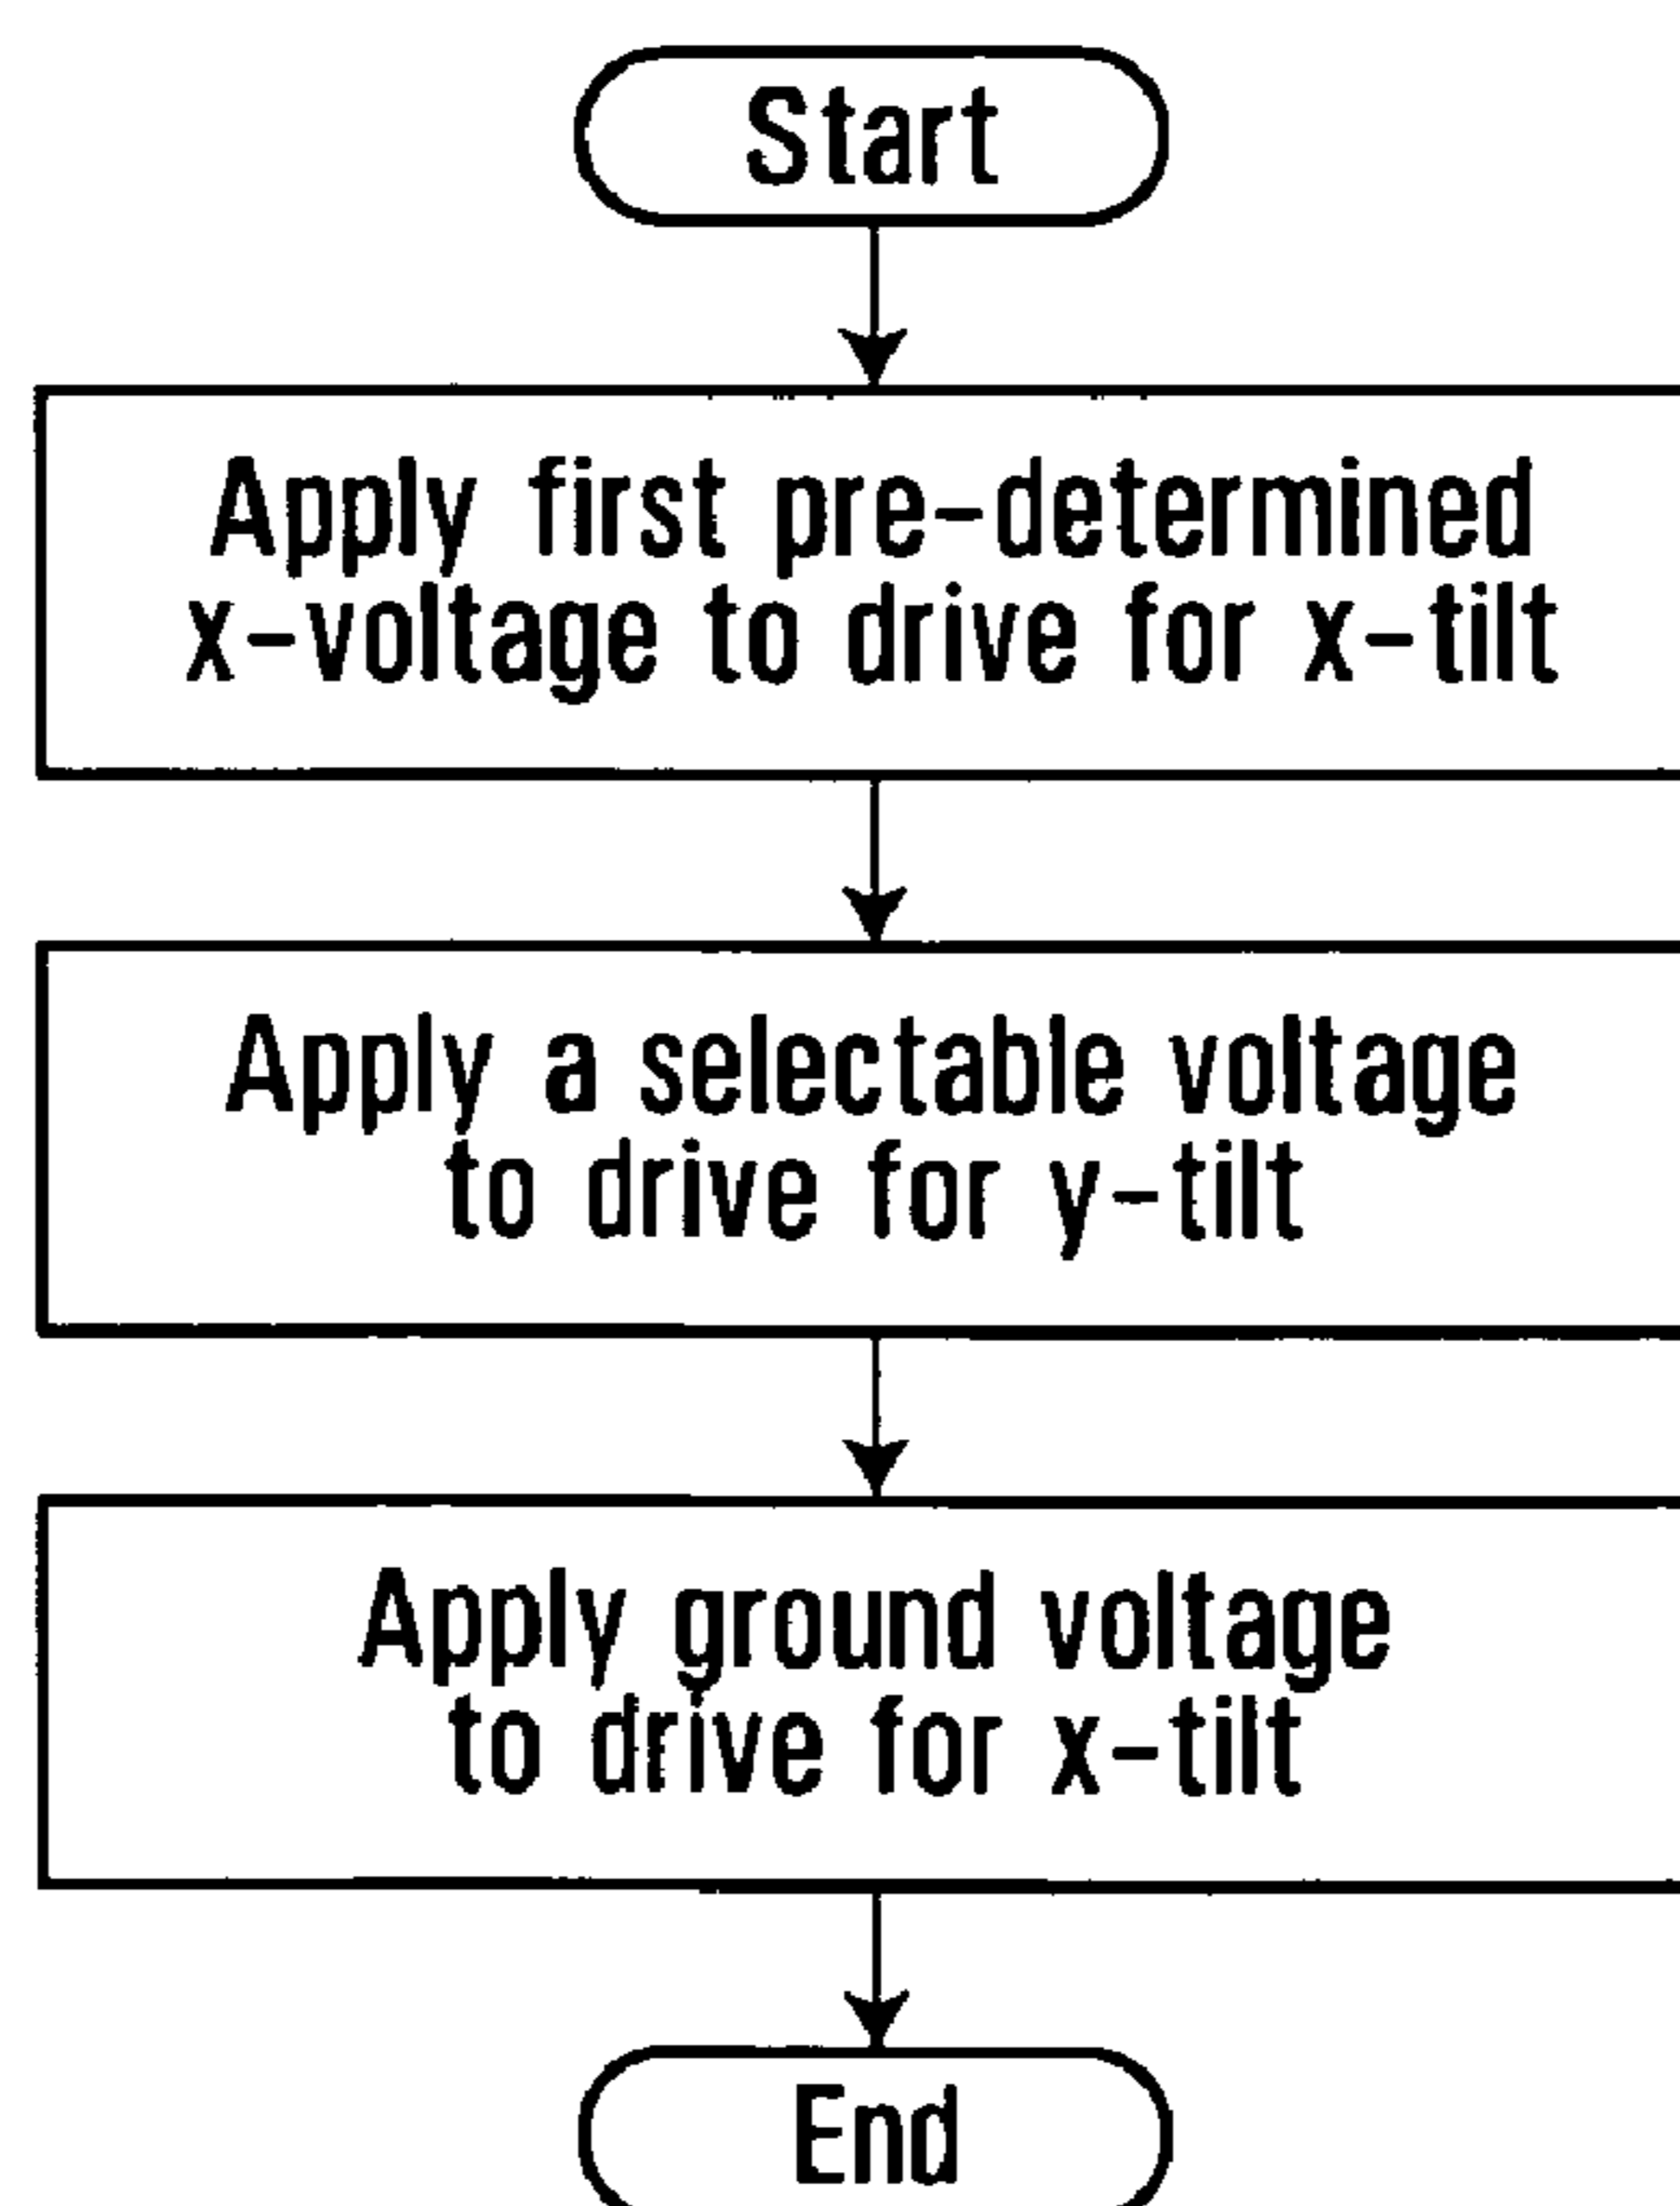 Start
Apply first pre-determined
x-voltage to drive for x-tilt
Apply a selectable voltage
to drive for y-tilt
Apply ground voltage
to drive for x-tilt
End